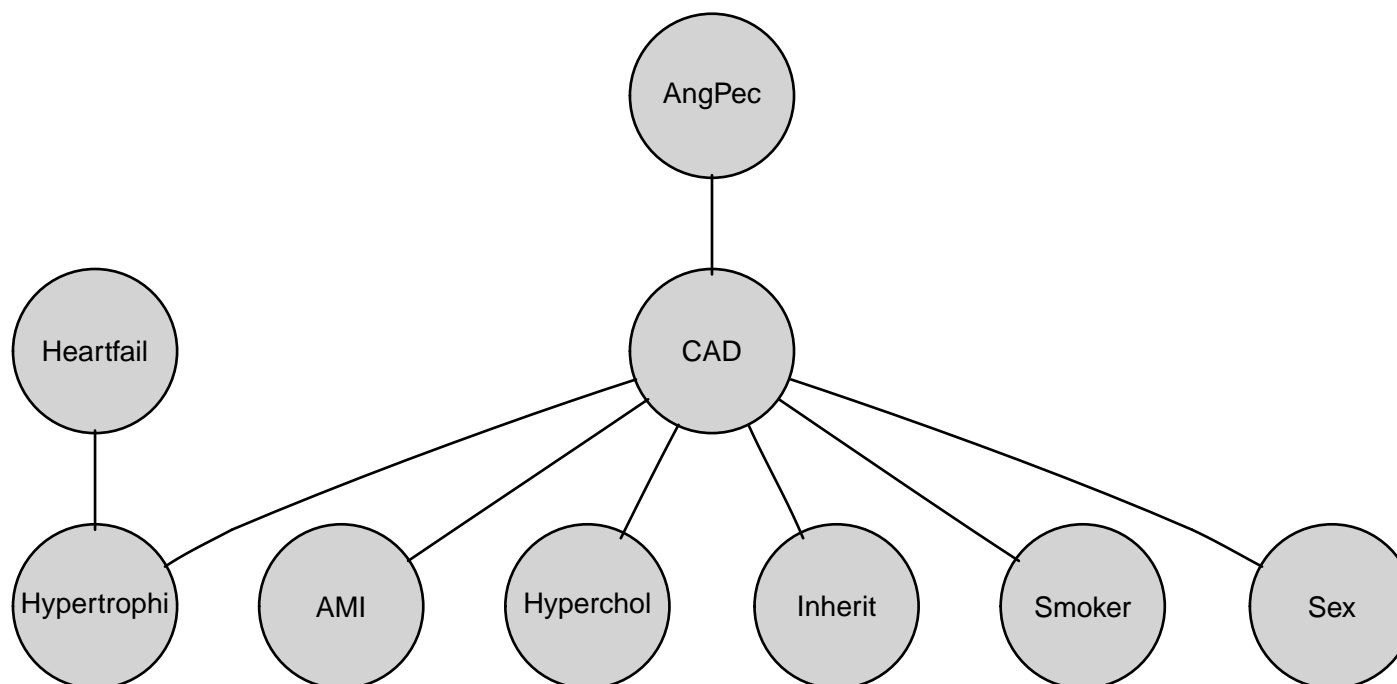 AngPec
Heartfail
CAD
Hypertrophi
AMI
Hyperchol
Inherit
Smoker
Sex